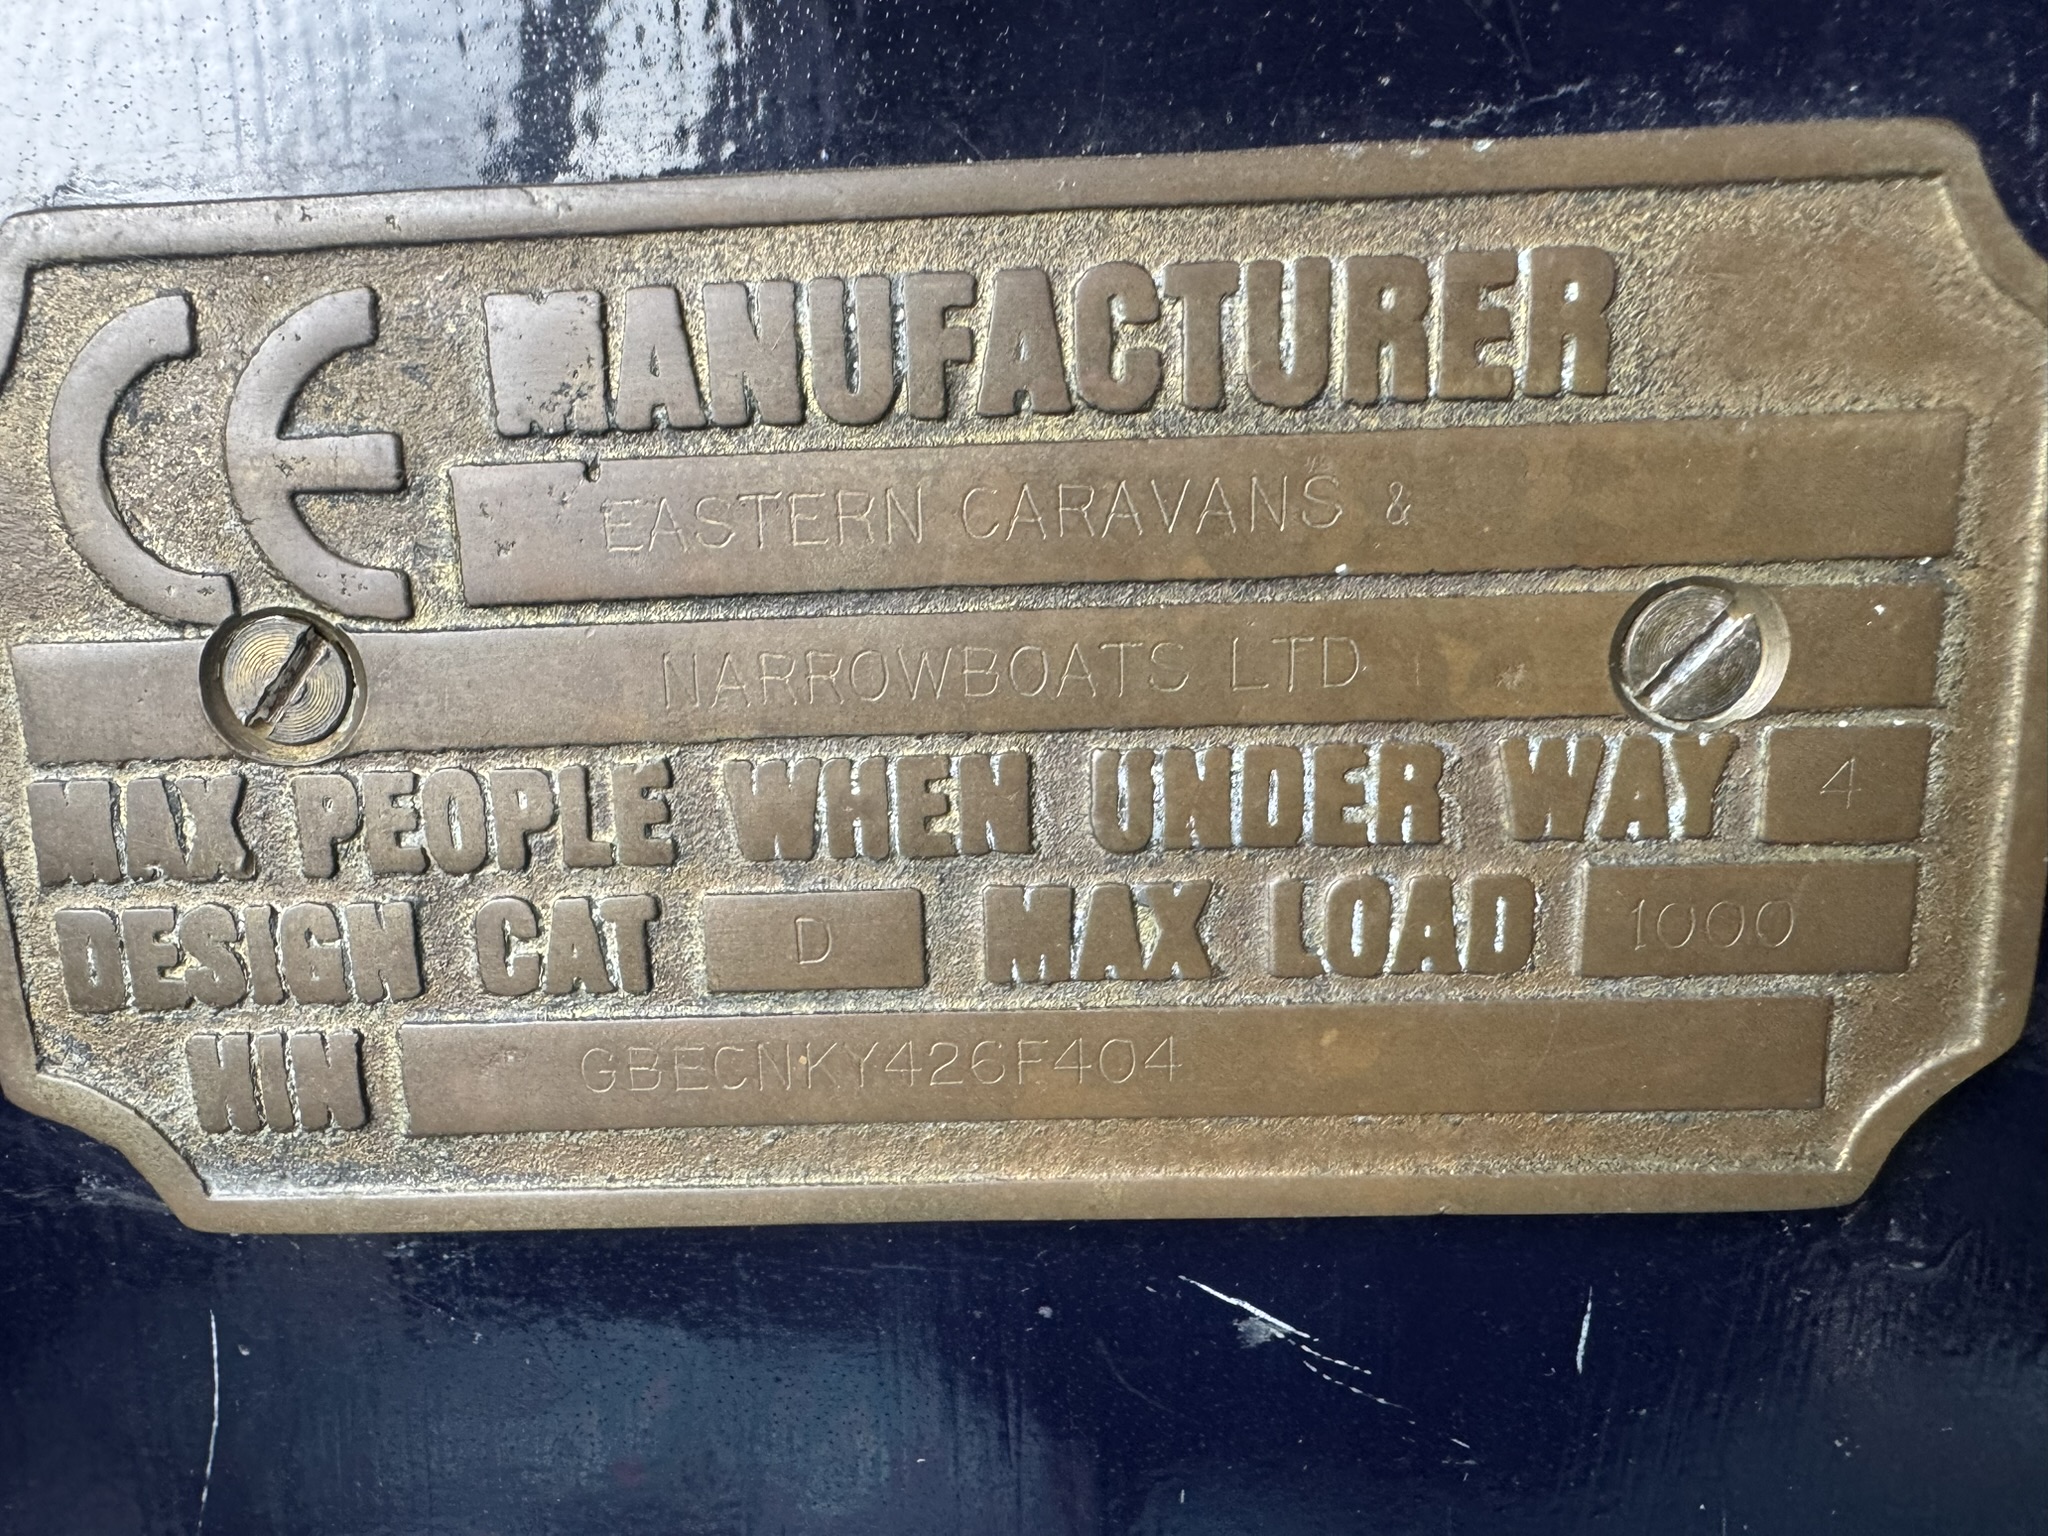 CE MANUFACTURER
EASTERN CARAVANS &
NARROWBOATS LTD
MAX PEOPLE WHEN UNDER WAY 4
DESIGN CAT D MAX LOAD 1000
HIN GBECNKY426F404